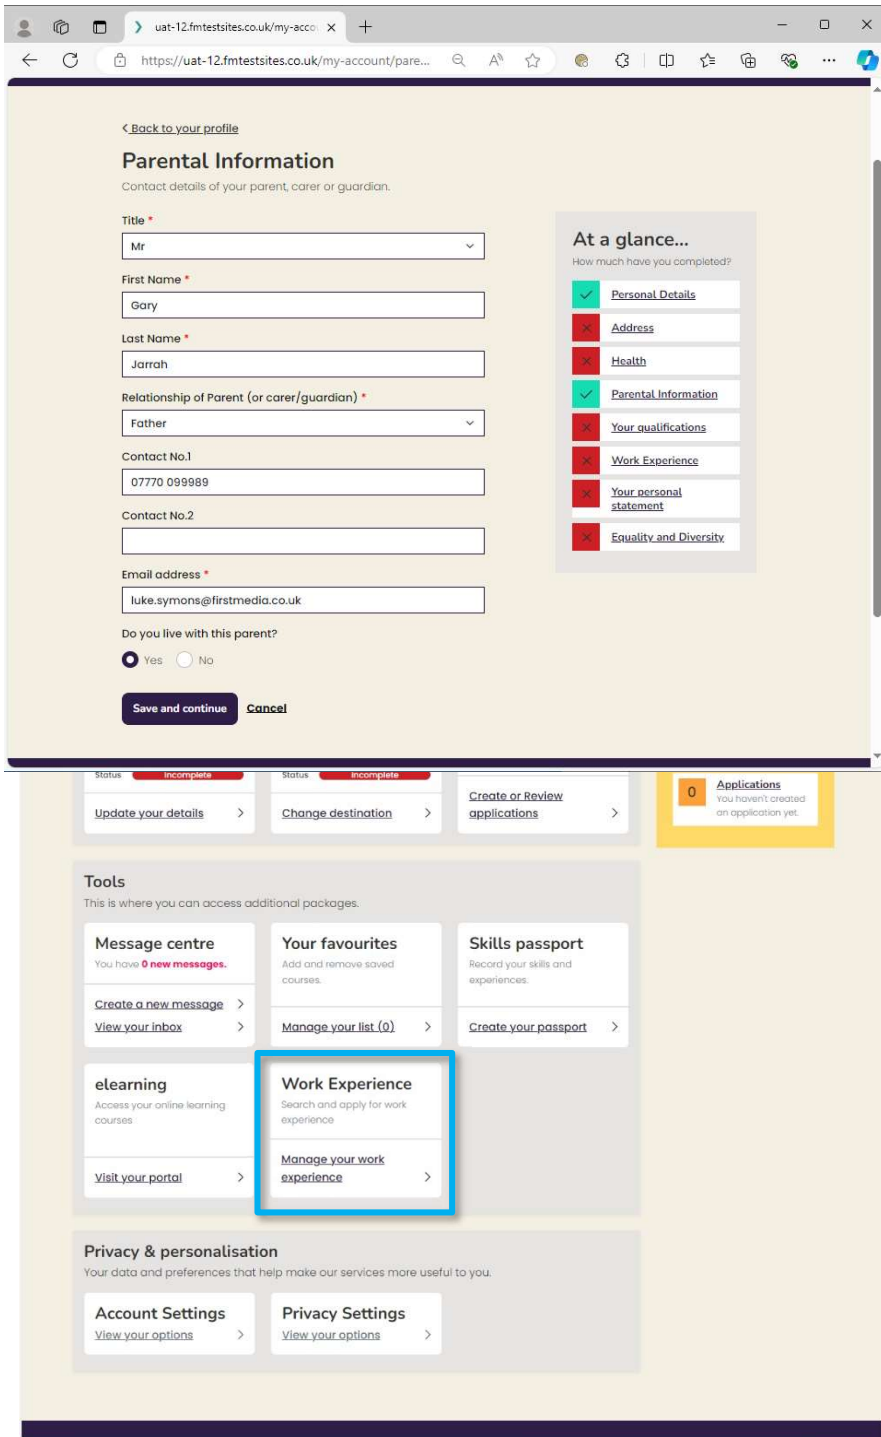 uat-12.fmtestsites.co.uk/my-acco
https://uat-12.fmtestsites.co.uk/my-account/pare...
Back to your profile
Parental Information
Contact details of your parent, carer or guardian.
Title *
Mr
First Name *
Gary
Last Name *
Jarrah
Relationship of Parent (or carer/guardian) *
Father
Contact No.1
07770 099989
Contact No.2
Email address *
luke.symons@firstmedia.co.uk
Do you live with this parent?
Yes No
Save and continue Cancel
At a glance...
How much have you completed?
Personal Details
Address
Health
Parental Information
Your qualifications
Work Experience
Your personal
statement
Equality and Diversity
Status Incomplete
Update your details
Status Incomplete
Change destination
Create or Review
applications
0 Applications
You haven't created
an application yet.
Tools
This is where you can access additional packages.
Message centre
You have 0 new messages.
Create a new message
View your inbox
Your favourites
Add and remove saved
courses.
Manage your list (0)
Skills passport
Record your skills and
experiences.
Create your passport
elearning
Access your online learning
courses
Visit your portal
Work Experience
Search and apply for work
experience
Manage your work
experience
Privacy & personalisation
Your data and preferences that help make our services more useful to you.
Account Settings
View your options
Privacy Settings
View your options